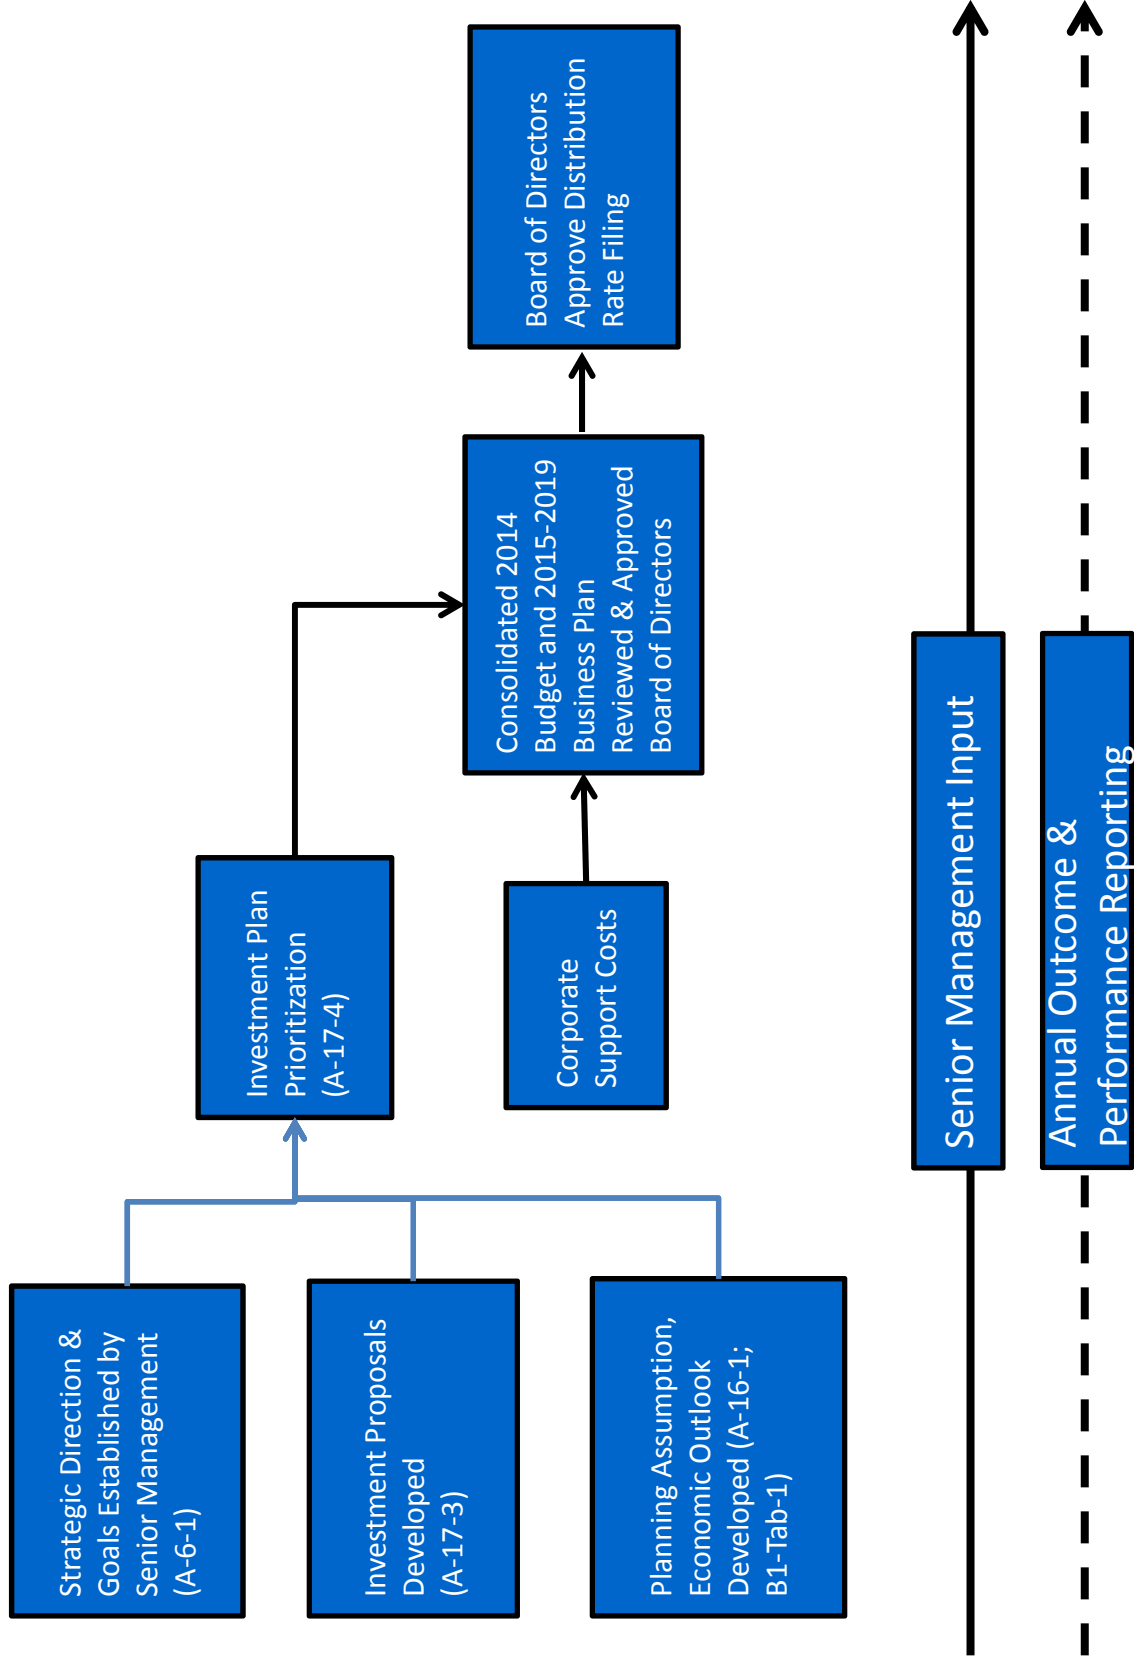 Strategic Direction &
Goals Established by
Senior Management
(A-6-1)
Investment Proposals
Developed
(A-17-3)
Planning Assumption,
Economic Outlook
Developed (A-16-1;
B1-Tab-1)
Investment Plan
Prioritization
(A-17-4)
Corporate
Support Costs
Consolidated 2014
Budget and 2015-2019
Business Plan
Reviewed & Approved
Board of Directors
Board of Directors
Approve Distribution
Rate Filing
Senior Management Input
Annual Outcome &
Performance Reporting